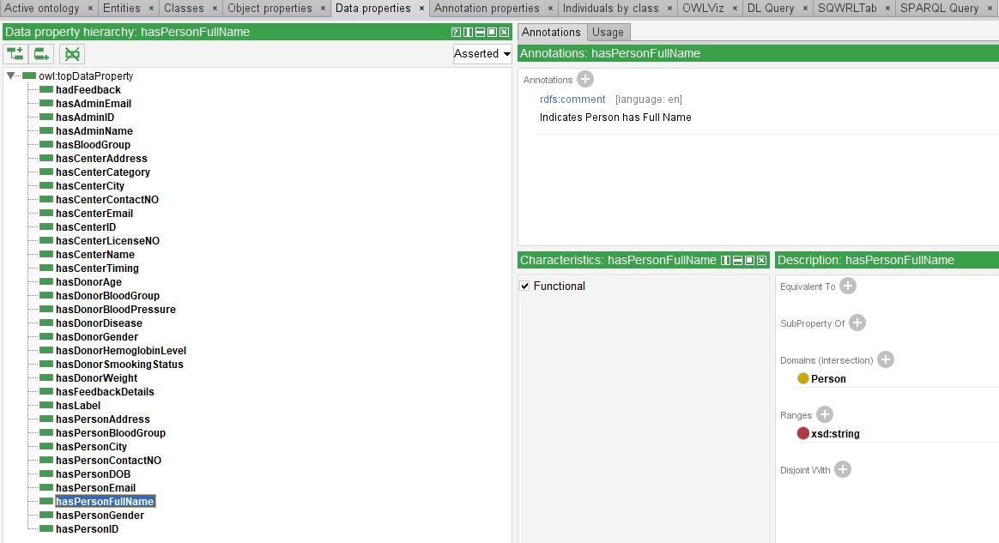 Active ontology × Entities × Classes × Object properties × Data properties × Annotation properties × Individuals by class × OWLViz × DL Query × SQWRLTab × SPARQL Query ×
Data property hierarchy: hasPersonFullName
Asserted
owl:topDataProperty
hadFeedback
hasAdminEmail
hasAdminID
hasAdminName
hasBloodGroup
hasCenterAddress
hasCenterCategory
hasCenterCity
hasCenterContactNO
hasCenterEmail
hasCenterID
hasCenterLicenseNO
hasCenterName
hasCenterTiming
hasDonorAge
hasDonorBloodGroup
hasDonorBloodPressure
hasDonorDisease
hasDonorGender
hasDonorHemoglobinLevel
hasDonorSmookingStatus
hasDonorWeight
hasFeedbackDetails
hasLabel
hasPersonAddress
hasPersonBloodGroup
hasPersonCity
hasPersonContactNO
hasPersonDOB
hasPersonEmail
hasPersonFullName
hasPersonGender
hasPersonID
Annotations Usage
Annotations: hasPersonFullName
Annotations
rdfs:comment [language: en]
Indicates Person has Full Name
Characteristics: hasPersonFullName
Functional
Description: hasPersonFullName
Equivalent To
SubProperty Of
Domains (intersection)
Person
Ranges
xsd:string
Disjoint With